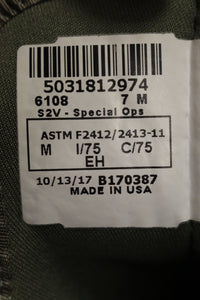 5031812974
6108 7 M
S2V - Special Ops
ASTM F2412/2413-11
M I/75 C/75
EH
10/13/17 B170387
MADE IN USA